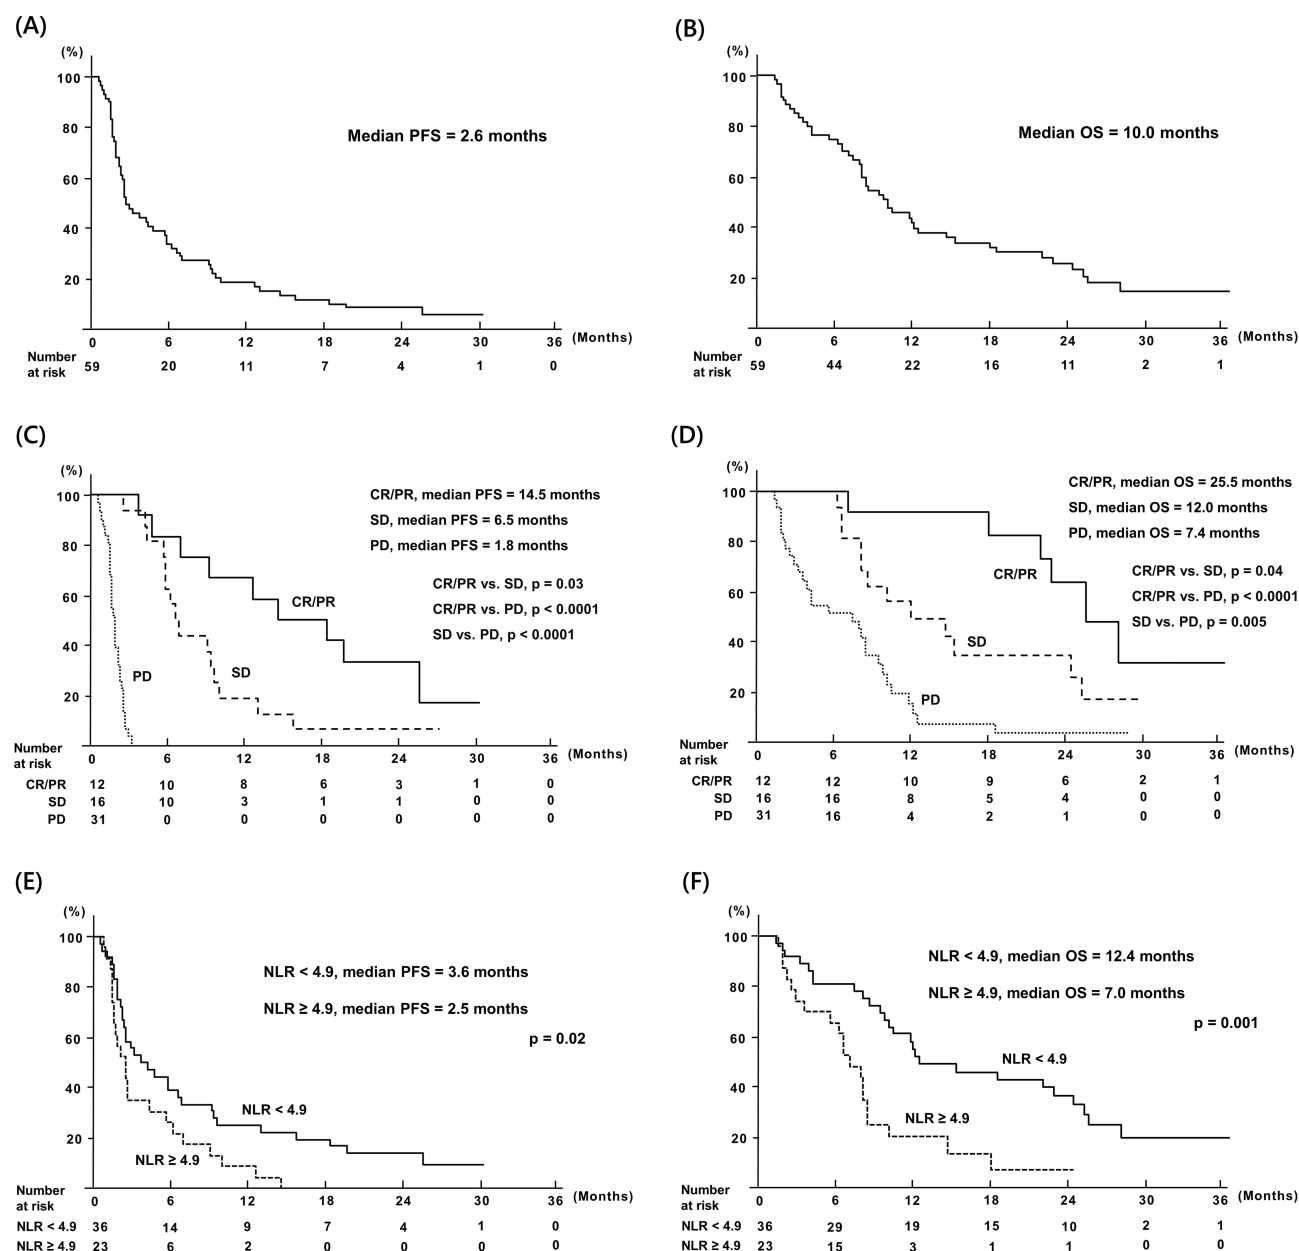 (A)
(%)
100
80
60
40
20
Median PFS = 2.6 months
0 6 12 18 24 30 36 (Months)
Number
at risk
59 20 11 7 4 1 0
(B)
(%)
100
80
60
40
20
Median OS = 10.0 months
0 6 12 18 24 30 36 (Months)
Number
at risk
59 44 22 16 11 2 1
(C)
(%)
100
80
60
40
20
CR/PR, median PFS = 14.5 months
SD, median PFS = 6.5 months
PD, median PFS = 1.8 months
CR/PR vs. SD, p = 0.03
CR/PR vs. PD, p < 0.0001
SD vs. PD, p < 0.0001
CR/PR
SD
PD
0 6 12 18 24 30 36 (Months)
Number
at risk
CR/PR 12 10 8 6 3 1 0
SD 16 10 3 1 1 0 0
PD 31 0 0 0 0 0 0
(D)
(%)
100
80
60
40
20
CR/PR, median OS = 25.5 months
SD, median OS = 12.0 months
PD, median OS = 7.4 months
CR/PR vs. SD, p = 0.04
CR/PR vs. PD, p < 0.0001
SD vs. PD, p = 0.005
CR/PR
SD
PD
0 6 12 18 24 30 36 (Months)
Number
at risk
CR/PR 12 12 10 9 6 2 1
SD 16 16 8 5 4 0 0
PD 31 16 4 2 1 0 0
(E)
(%)
100
80
60
40
20
NLR < 4.9, median PFS = 3.6 months
NLR ≥ 4.9, median PFS = 2.5 months
p = 0.02
NLR < 4.9
NLR ≥ 4.9
0 6 12 18 24 30 36 (Months)
Number
at risk
NLR < 4.9 36 14 9 7 4 1 0
NLR ≥ 4.9 23 6 2 0 0 0 0
(F)
(%)
100
80
60
40
20
NLR < 4.9, median OS = 12.4 months
NLR ≥ 4.9, median OS = 7.0 months
p = 0.001
NLR < 4.9
NLR ≥ 4.9
0 6 12 18 24 30 36 (Months)
Number
at risk
NLR < 4.9 36 29 19 15 10 2 1
NLR ≥ 4.9 23 15 3 1 1 0 0